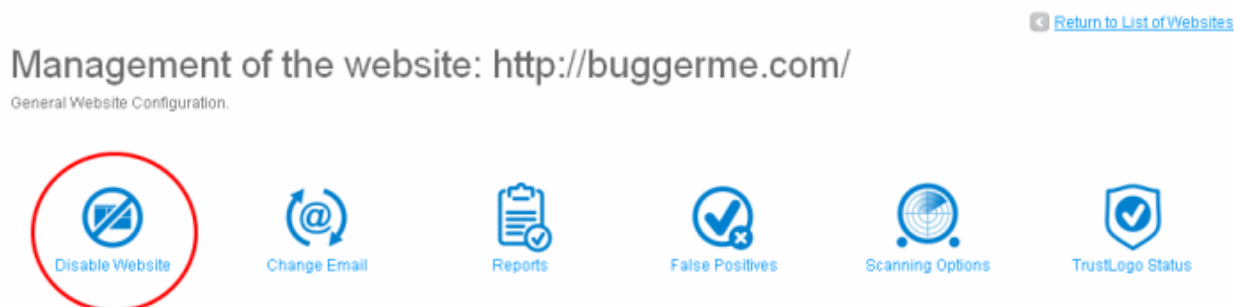 Return to List of Websites
Management of the website: http://buggerme.com/
General Website Configuration.
Disable Website
Change Email
Reports
False Positives
Scanning Options
TrustLogo Status